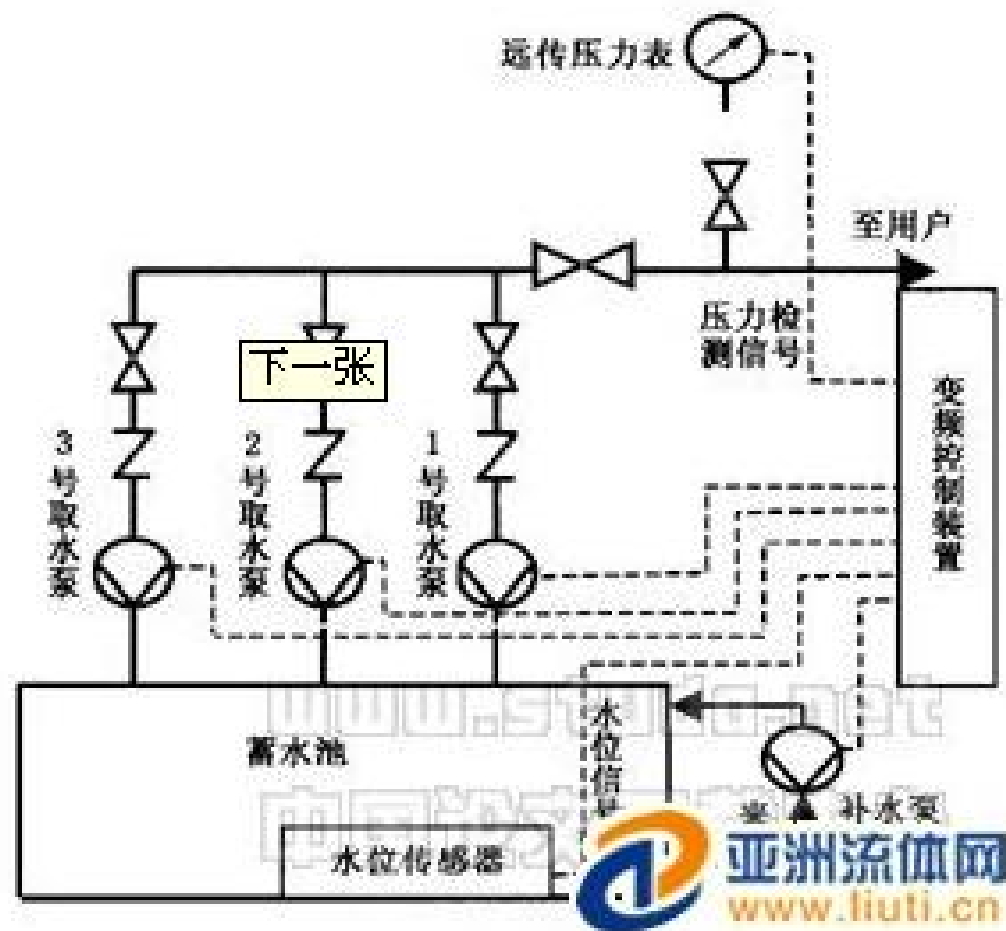 远传压力表
至用户
压力检
测信号
下一张
变频控制装置
3号取水泵
2号取水泵
1号取水泵
www.
蓄水池
水位信号
中国
补水泵
水位传感器
亚洲流体网
www.liuti.cn